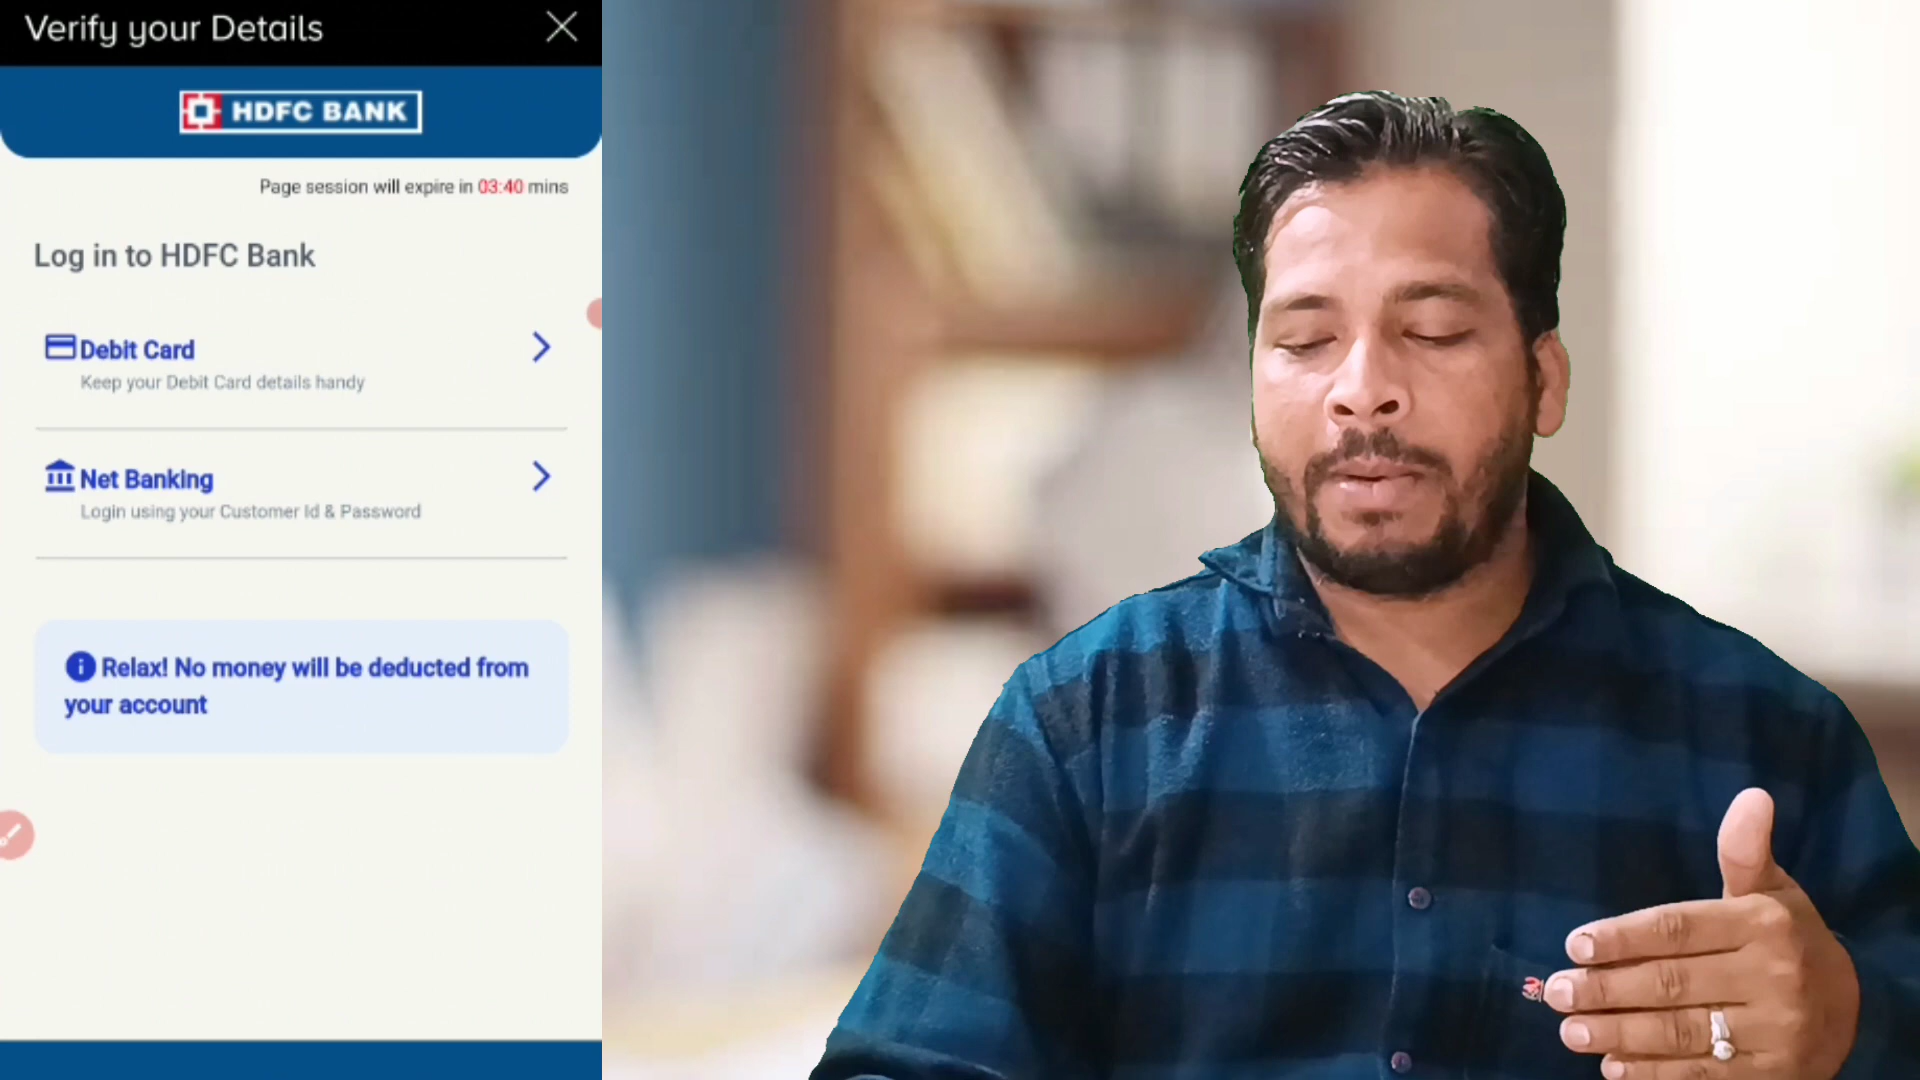 Verify your Details
HDFC BANK
Page session will expire in 03:40 mins
Log in to HDFC Bank
Debit Card
Keep your Debit Card details handy
Net Banking
Login using your Customer Id & Password
Relax! No money will be deducted from
your account